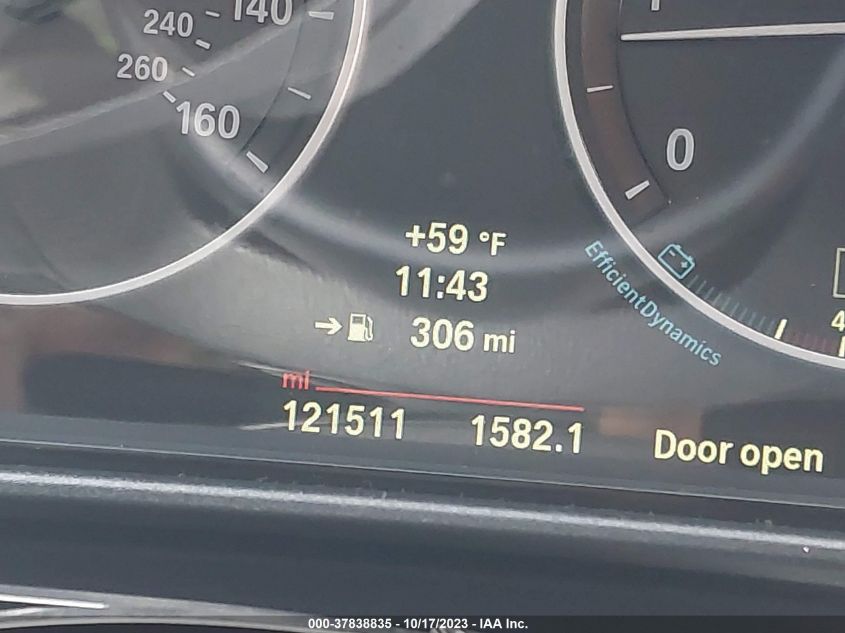 140
240
260
160
0
+59 °F
11:43
306 mi
EfficientDynamics
4
mi
121511 1582.1
Door open
000-37838835 - 10/17/2023 - IAA Inc.